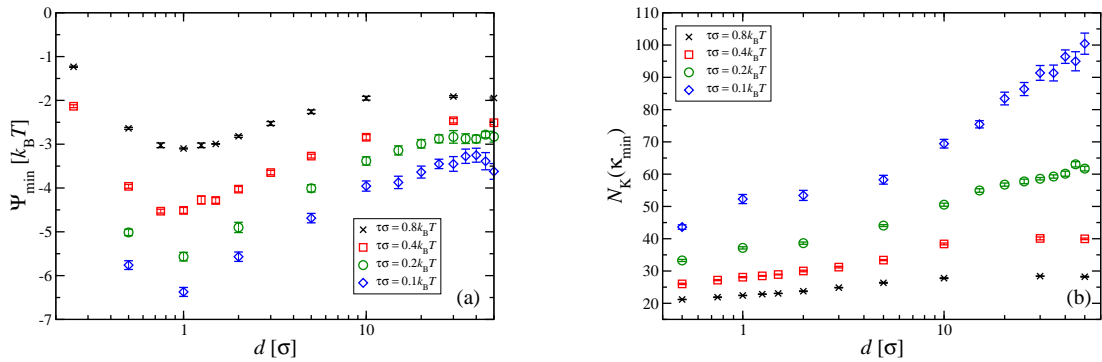 0
-1
-2
-3
-4
-5
-6
-7
Ψmin [kBT]
1
10
d [σ]
τσ = 0.8kBT
τσ = 0.4kBT
τσ = 0.2kBT
τσ = 0.1kBT
(a)
100
90
80
70
60
50
40
30
20
NK(κmin)
1
10
d [σ]
τσ = 0.8kBT
τσ = 0.4kBT
τσ = 0.2kBT
τσ = 0.1kBT
(b)